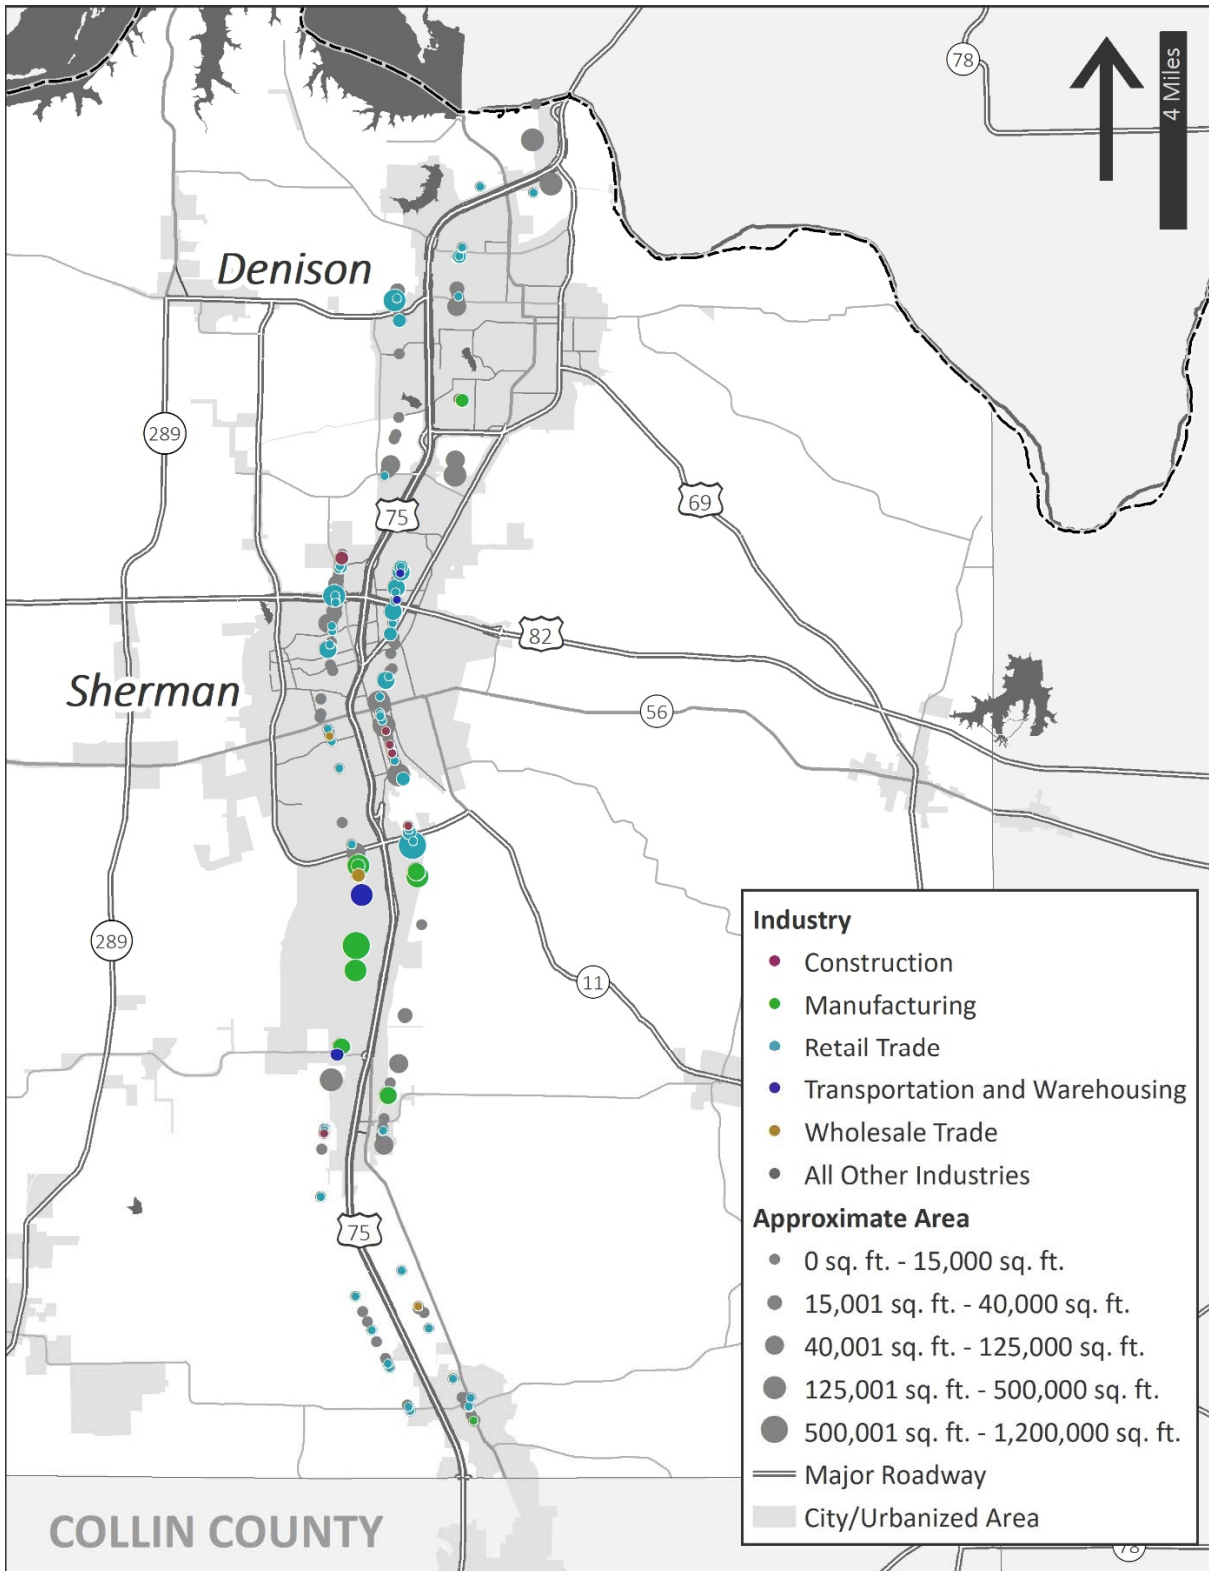 78
4 Miles
Denison
289
75
69
82
Sherman
56
289
11
Industry
Construction
Manufacturing
Retail Trade
Transportation and Warehousing
Wholesale Trade
All Other Industries
Approximate Area
0 sq. ft. - 15,000 sq. ft.
15,001 sq. ft. - 40,000 sq. ft.
40,001 sq. ft. - 125,000 sq. ft.
125,001 sq. ft. - 500,000 sq. ft.
500,001 sq. ft. - 1,200,000 sq. ft.
Major Roadway
City/Urbanized Area
75
COLLIN COUNTY
78